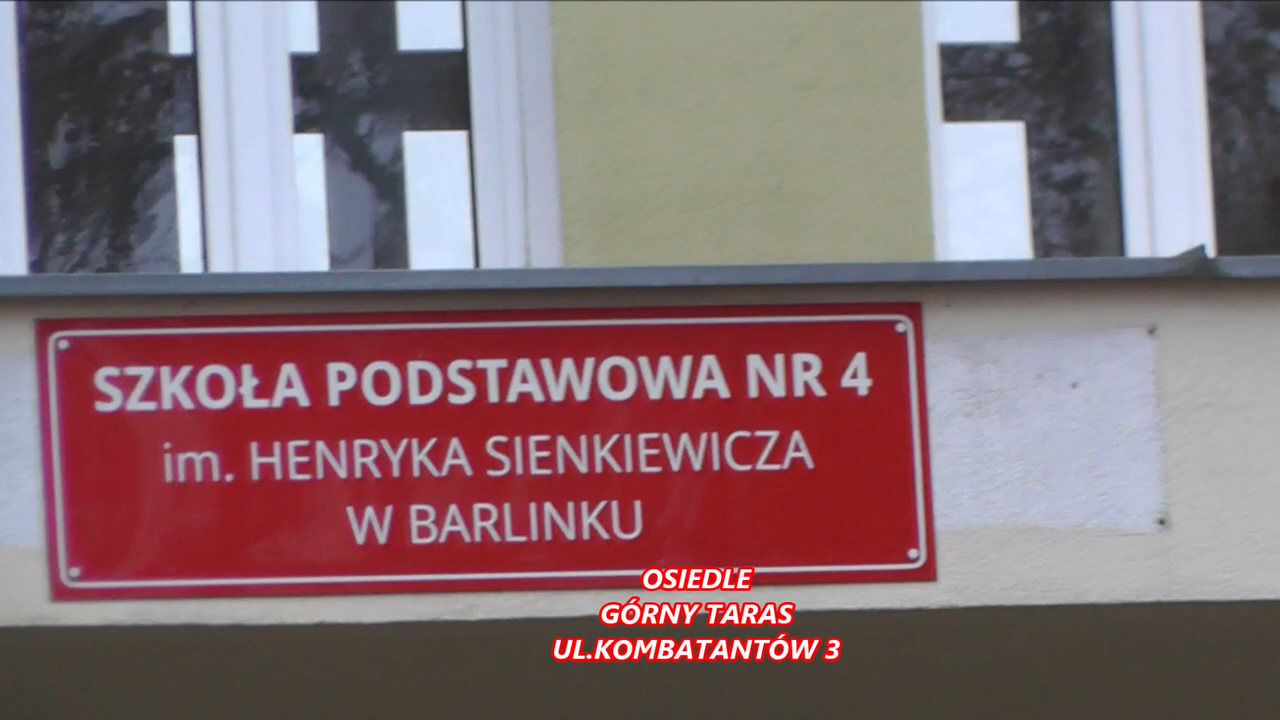 SZKOŁA PODSTAWOWA NR 4
im. HENRYKA SIENKIEWICZA
W BARLINKU
OSIEDLE
GÓRNY TARAS
UL.KOMBATANTÓW 3